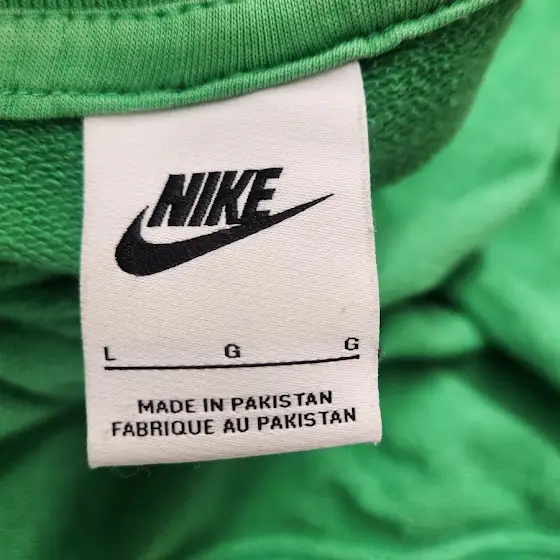 NIKE
L G G
MADE IN PAKISTAN
FABRIQUE AU PAKISTAN